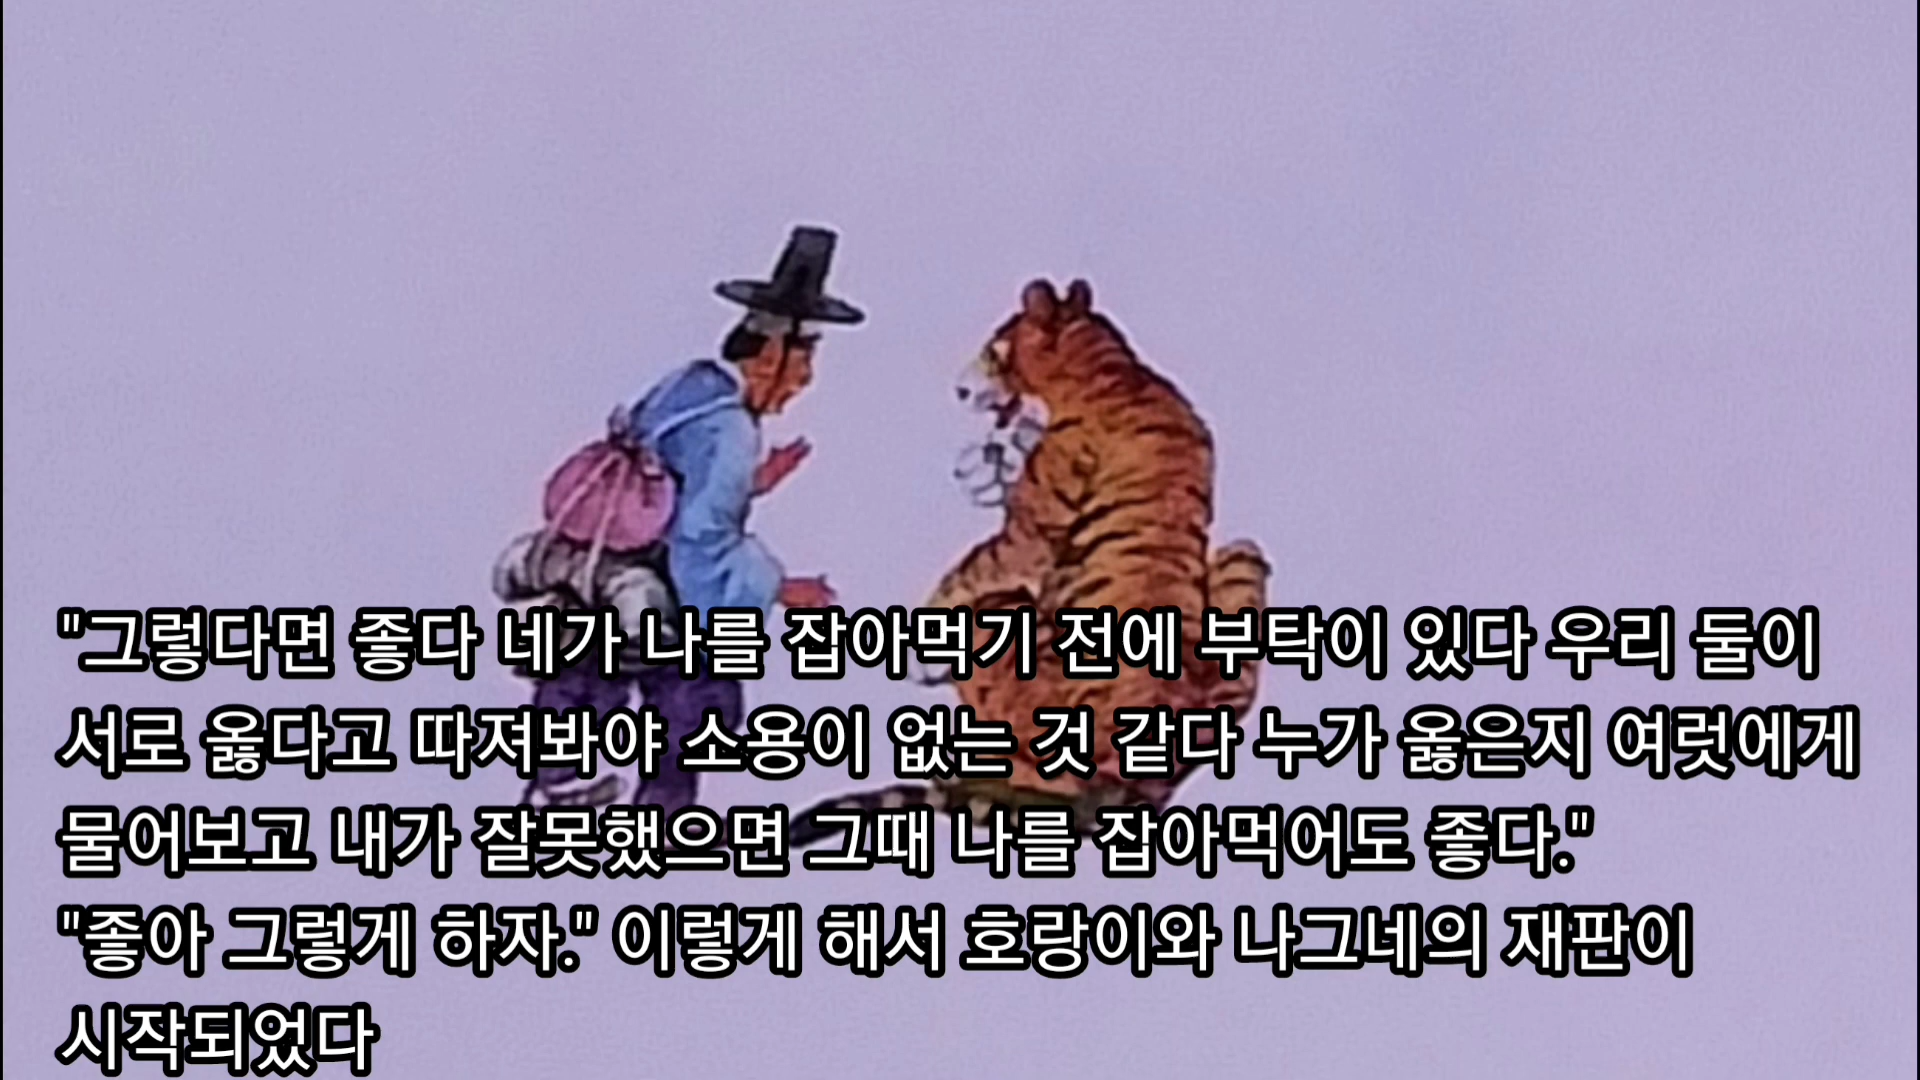 "그렇다면 좋다 네가 나를 잡아먹기 전에 부탁이 있다 우리 둘이
서로 옳다고 따져봐야 소용이 없는 것 같다 누가 옳은지 여럿에게
물어보고 내가 잘못했으면 그때 나를 잡아먹어도 좋다."
"좋아 그렇게 하자." 이렇게 해서 호랑이와 나그네의 재판이
시작되었다